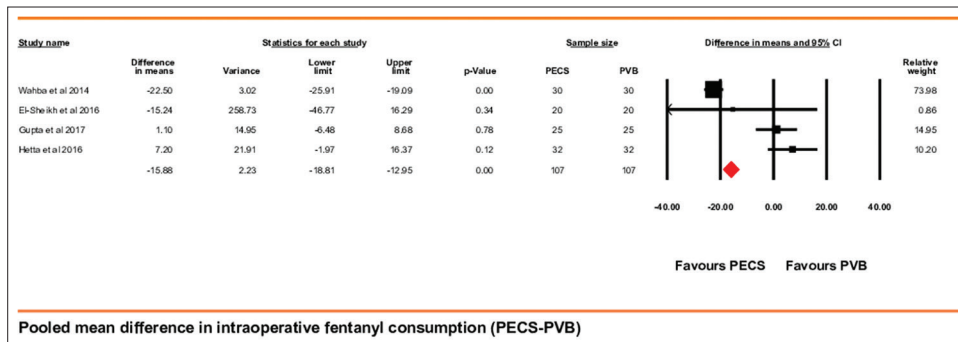 Study name Statistics for each study Sample size Difference in means and 95% CI
Difference in means Variance Lower limit Upper limit p-Value PECS PVB Relative weight
Wahba et al 2014 -22.50 3.02 -25.91 -19.09 0.00 30 30 73.98
El-Sheikh et al 2016 -15.24 258.73 -46.77 16.29 0.34 20 20 0.86
Gupta et al 2017 1.10 14.95 -6.48 8.68 0.78 25 25 14.95
Hetta et al 2016 7.20 21.91 -1.97 16.37 0.12 32 32 10.20
-15.88 2.23 -18.81 -12.95 0.00 107 107
-40.00 -20.00 0.00 20.00 40.00
Favours PECS Favours PVB
Pooled mean difference in intraoperative fentanyl consumption (PECS-PVB)